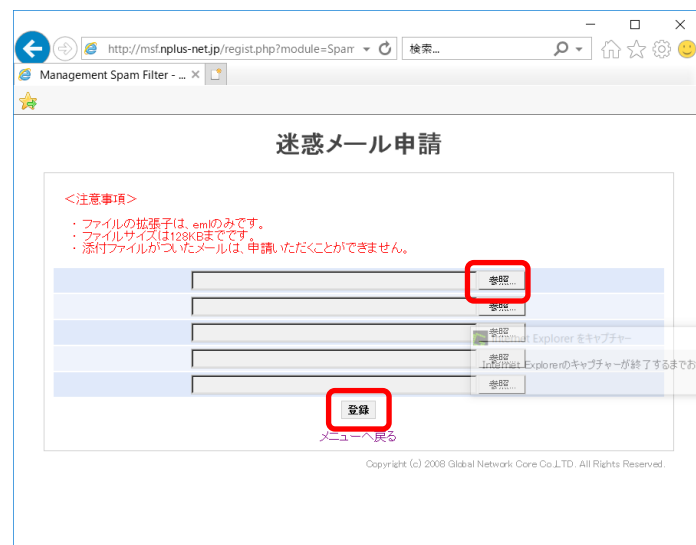 http://msf.nplus-net.jp/regist.php?module=Spam
検索...
Management Spam Filter - ...
迷惑メール申請
＜注意事項＞
・ファイルの拡張子は、emlのみです。
・ファイルサイズは128KBまでです。
・添付ファイルがついたメールは、申請いただくことができません。
参照...
参照...
参照...
Internet Explorer をキャプチャー
参照...
Internet Explorerのキャプチャーが終了するまでお
参照...
登録
メニューへ戻る
Copyright (c) 2008 Global Network Core Co.,LTD. All Rights Reserved.